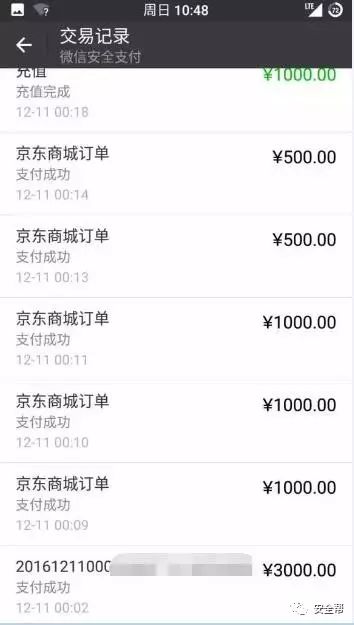 周日 10:48
LTE
72
交易记录
微信安全支付
充值
¥1000.00
充值完成
12-11 00:18
京东商城订单
¥500.00
支付成功
12-11 00:14
京东商城订单
¥500.00
支付成功
12-11 00:13
京东商城订单
¥1000.00
支付成功
12-11 00:11
京东商城订单
¥1000.00
支付成功
12-11 00:10
京东商城订单
¥1000.00
支付成功
12-11 00:09
20161211000
¥3000.00
支付成功
12-11 00:02
安全帮